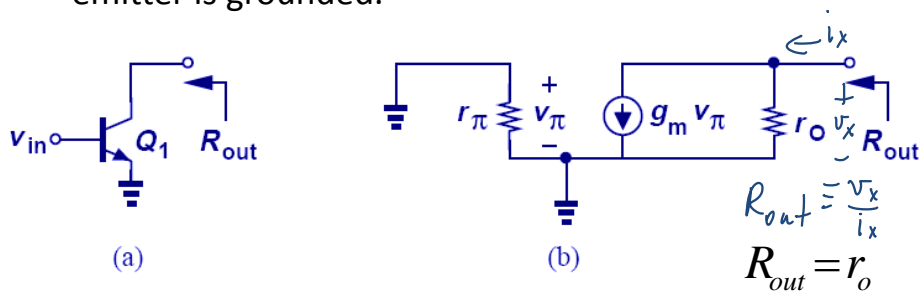 emitter is grounded.
i_x
v_in Q_1 R_out
r_π + v_π − g_m v_π r_o + v_x − R_out
R_out ≡ v_x / i_x
R_out = r_o
(a) (b)